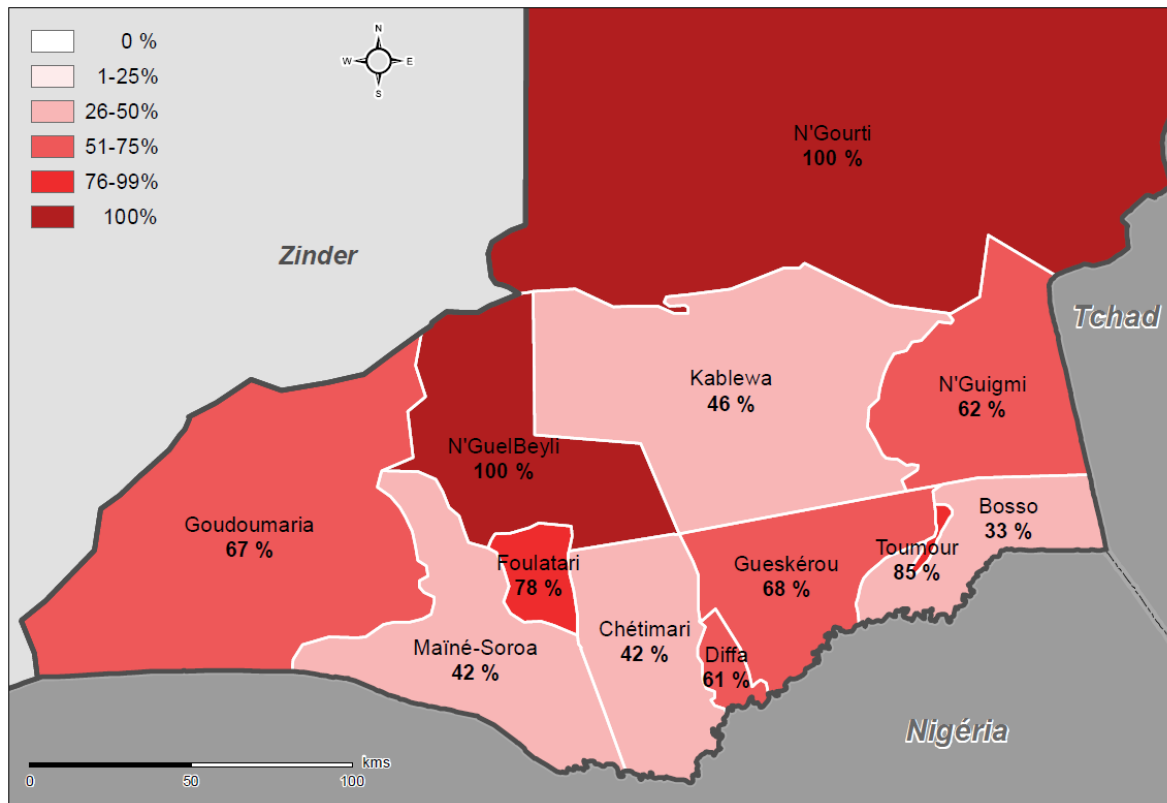 0 %
1-25%
26-50%
51-75%
76-99%
100%
N
W E
S
Zinder
N'Gourti
100 %
Tchad
Kablewa
46 %
N'Guigmi
62 %
N'GuelBeyli
100 %
Goudoumaria
67 %
Bosso
33 %
Toumour
85 %
Foulatari
78 %
Gueskérou
68 %
Maïné-Soroa
42 %
Chétimari
42 %
Diffa
61 %
Nigéria
kms
0 50 100